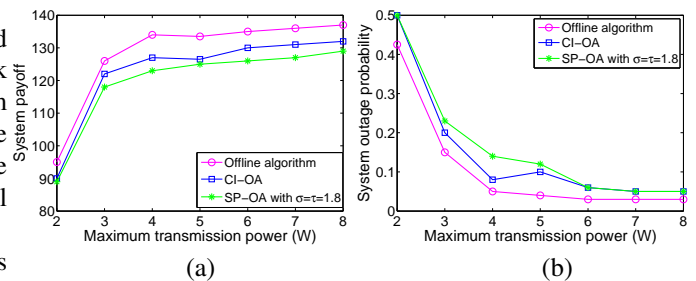 140
130
120
110
100
90
80
System payoff
Offline algorithm
CI−OA
SP−OA with σ=τ=1.8
2 3 4 5 6 7 8
Maximum transmission power (W)
(a)
0.5
0.4
0.3
0.2
0.1
0
System outage probability
Offline algorithm
CI−OA
SP−OA with σ=τ=1.8
2 3 4 5 6 7 8
Maximum transmission power (W)
(b)